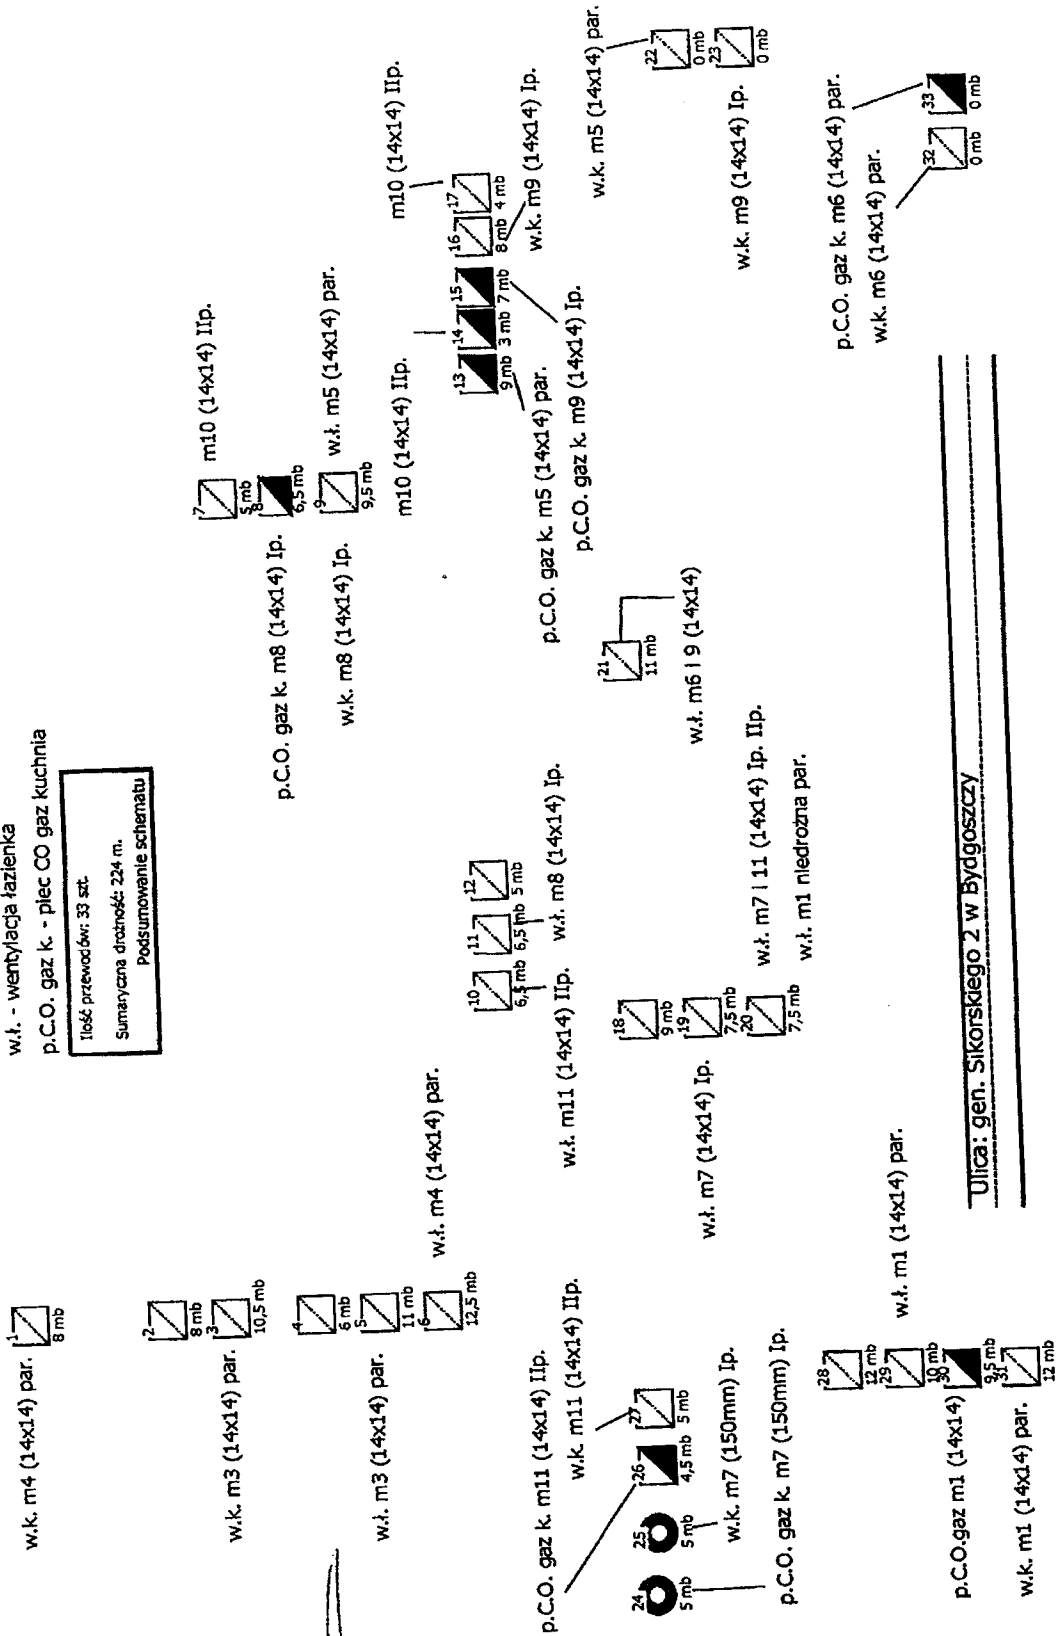 w.ł. - wentylacja łazienka
p.C.O. gaz k. - piec CO gaz kuchnia
Ilość przewodów: 33 szt.
Sumaryczna drożność: 224 m.
Podsumowanie schematu
w.k. m4 (14x14) par.
1
8 mb
2
8 mb
3
10,5 mb
w.k. m3 (14x14) par.
4
6 mb
5
11 mb
6
12,5 mb
w.ł. m3 (14x14) par.
w.ł. m4 (14x14) par.
7
5 mb
m10 (14x14) IIp.
8
6,5 mb
p.C.O. gaz k. m8 (14x14) Ip.
9
9,5 mb
w.ł. m5 (14x14) par.
w.k. m8 (14x14) Ip.
10
6,5 mb
11
6,5 mb
12
5 mb
w.ł. m11 (14x14) IIp.
w.ł. m8 (14x14) Ip.
m10 (14x14) IIp.
m10 (14x14) IIp.
13
9 mb
14
3 mb
15
7 mb
16
8 mb
17
4 mb
w.k. m9 (14x14) Ip.
p.C.O. gaz k. m5 (14x14) par.
p.C.O. gaz k. m9 (14x14) Ip.
18
9 mb
19
7,5 mb
20
7,5 mb
w.ł. m7 (14x14) Ip.
w.ł. m7 i 11 (14x14) Ip. IIp.
w.ł. m1 niedrożna par.
21
11 mb
w.ł. m6 i 9 (14x14)
w.k. m5 (14x14) par.
22
0 mb
23
0 mb
w.k. m9 (14x14) Ip.
p.C.O. gaz k. m11 (14x14) IIp.
w.k. m11 (14x14) IIp.
24
5 mb
25
5 mb
26
4,5 mb
27
5 mb
w.k. m7 (150mm) Ip.
p.C.O. gaz k. m7 (150mm) Ip.
28
12 mb
29
10 mb
30
9,5 mb
31
12 mb
w.ł. m1 (14x14) par.
p.C.O.gaz m1 (14x14)
w.k. m1 (14x14) par.
p.C.O. gaz k. m6 (14x14) par.
w.k. m6 (14x14) par.
32
0 mb
33
0 mb
Ulica: gen. Sikorskiego 2 w Bydgoszczy